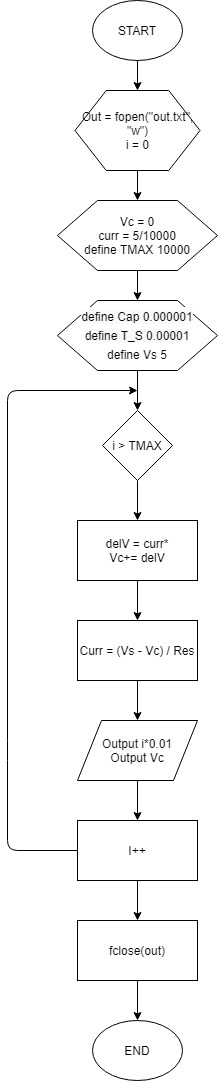 START
Out = fopen("out.txt",
"w")
i = 0
Vc = 0
curr = 5/10000
define TMAX 10000
define Cap 0.000001
define T_S 0.00001
define Vs 5
i > TMAX
delV = curr*
Vc+= delV
Curr = (Vs - Vc) / Res
Output i*0.01
Output Vc
I++
fclose(out)
END